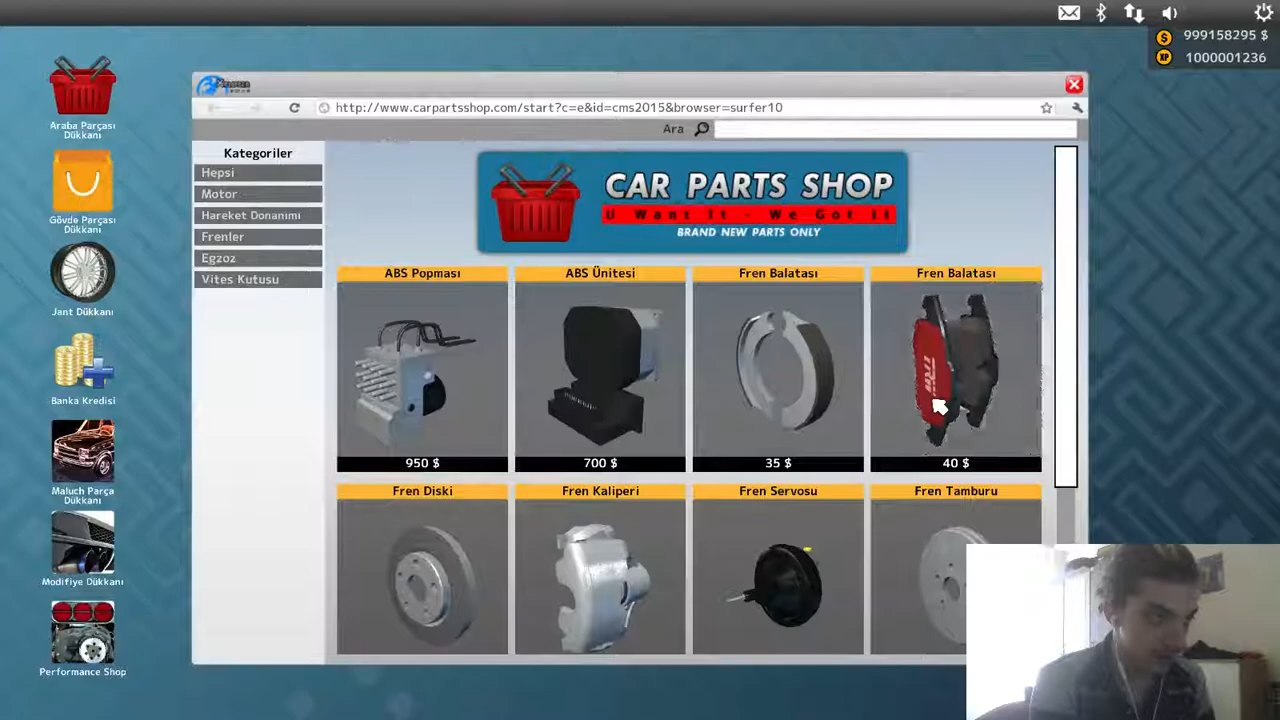 999158295 $
1000001236
http://www.carpartsshop.com/start?c=e&id=cms2015&browser=surfer10
Ara
Kategoriler
Hepsi
Motor
Hareket Donanımı
Frenler
Egzoz
Vites Kutusu
CAR PARTS SHOP
U Want It - We Got It
BRAND NEW PARTS ONLY
ABS Popması
ABS Ünitesi
Fren Balatası
Fren Balatası
950 $
700 $
35 $
40 $
Fren Diski
Fren Kaliperi
Fren Servosu
Fren Tamburu
Araba Parçası
Dükkanı
Gövde Parçası
Dükkanı
Jant Dükkanı
Banka Kredisi
Maluch Parça
Dükkanı
Modifiye Dükkanı
Performance Shop